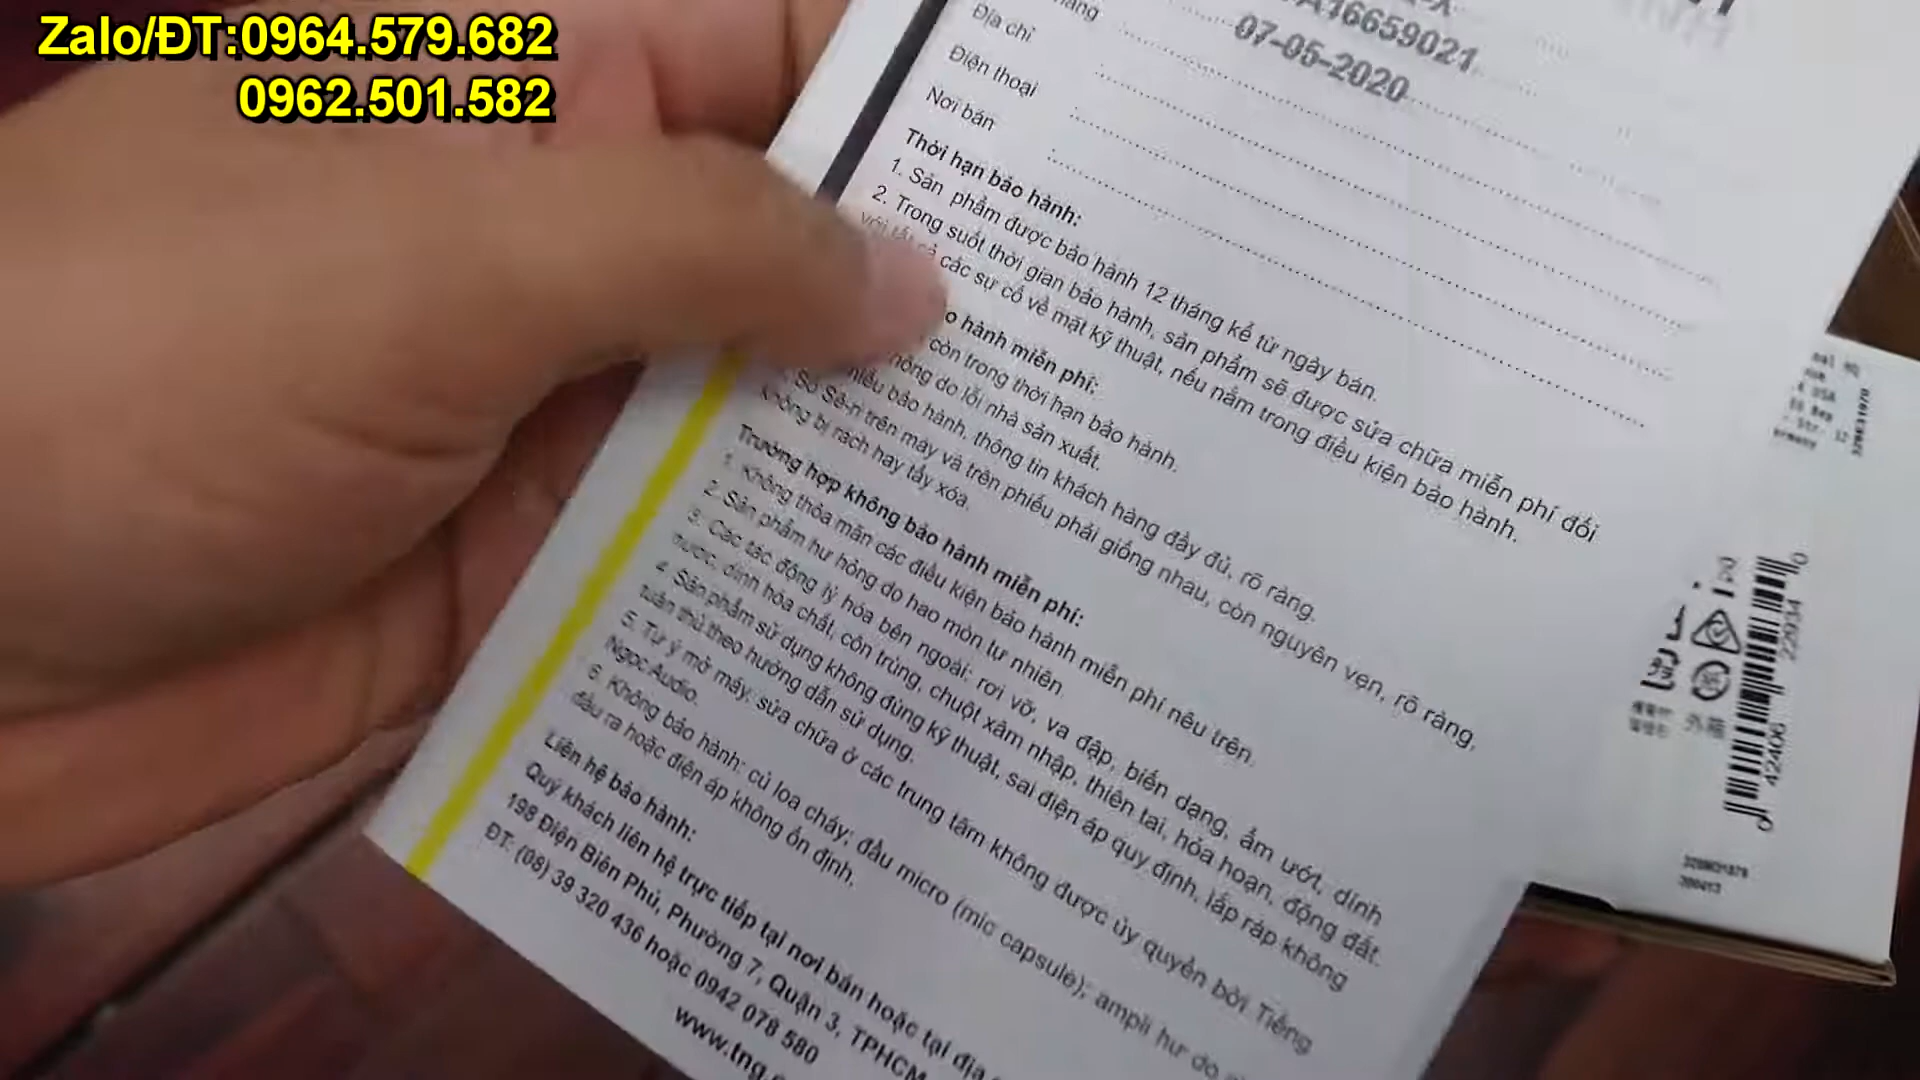 Zalo/ĐT:0964.579.682
0962.501.582
A16659021
07-05-2020
Địa chỉ
Điện thoại
Nơi bán
Thời hạn bảo hành:
1. Sản phẩm được bảo hành 12 tháng kể từ ngày bán.
2. Trong suốt thời gian bảo hành, sản phẩm sẽ được sửa chữa miễn phí đối
với tất cả các sự cố về mặt kỹ thuật, nếu nằm trong điều kiện bảo hành.
hành miễn phí:
còn trong thời hạn bảo hành.
do lỗi nhà sản xuất.
bảo hành, thông tin khách hàng đầy đủ, rõ ràng.
Số Sê-ri trên máy và trên phiếu phải giống nhau, còn nguyên vẹn, rõ ràng,
không bị rách hay tẩy xóa.
Trường hợp không bảo hành miễn phí:
1. Không thỏa mãn các điều kiện bảo hành miễn phí nêu trên.
2. Sản phẩm hư hỏng do hao mòn tự nhiên.
3. Các tác động lý hóa bên ngoài: rơi vỡ, va đập, biến dạng, ẩm ướt, dính
nước, dính hóa chất, côn trùng, chuột xâm nhập, thiên tai, hỏa hoạn, động đất.
4. Sản phẩm sử dụng không đúng kỹ thuật, sai điện áp quy định, lắp ráp không
tuân thủ theo hướng dẫn sử dụng.
5. Tự ý mở máy, sửa chữa ở các trung tâm không được ủy quyền bởi Tiếng
Ngọc Audio.
6. Không bảo hành: củ loa cháy; đầu micro (mic capsule); ampli hư do
đầu ra hoặc điện áp không ổn định.
Liên hệ bảo hành:
Quý khách liên hệ trực tiếp tại nơi bán hoặc tại địa
198 Điện Biên Phủ, Phường 7, Quận 3, TPHCM
ĐT: (08) 39 320 436 hoặc 0942 078 580
www.tng.
USA
42406 22934 0